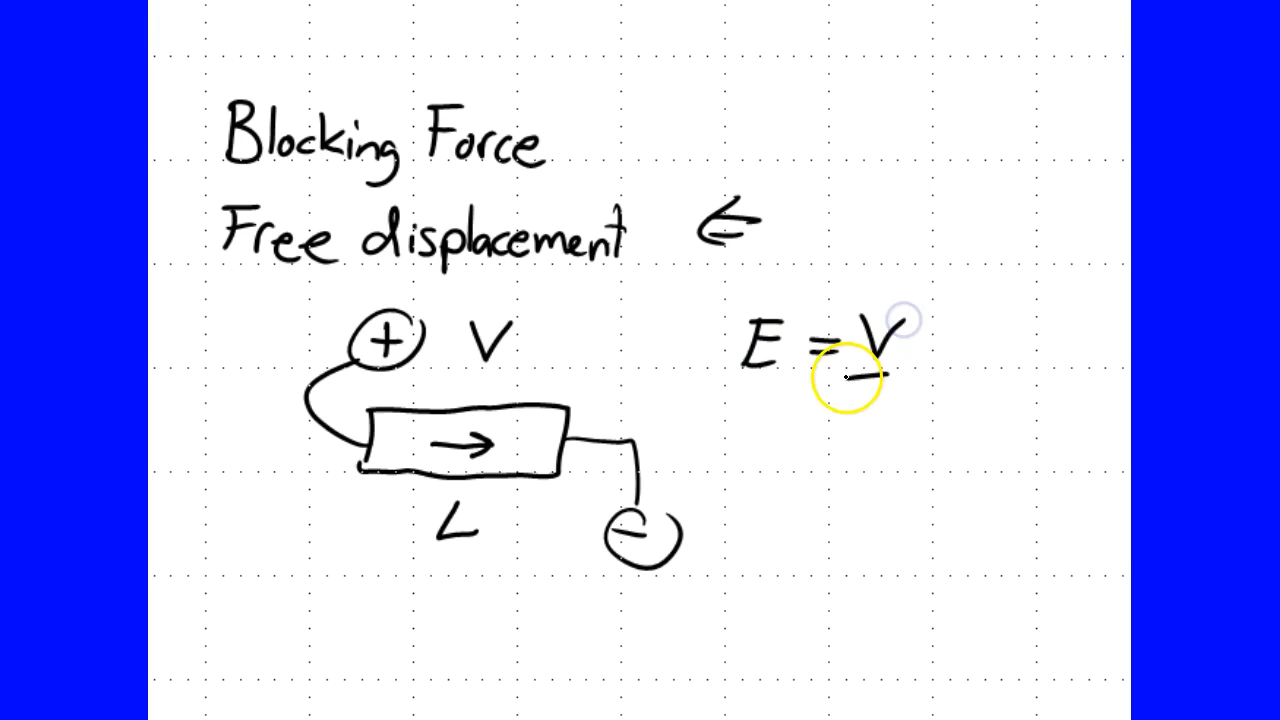 Blocking Force
Free displacement ⇐
+ V
E = V
→
L
−